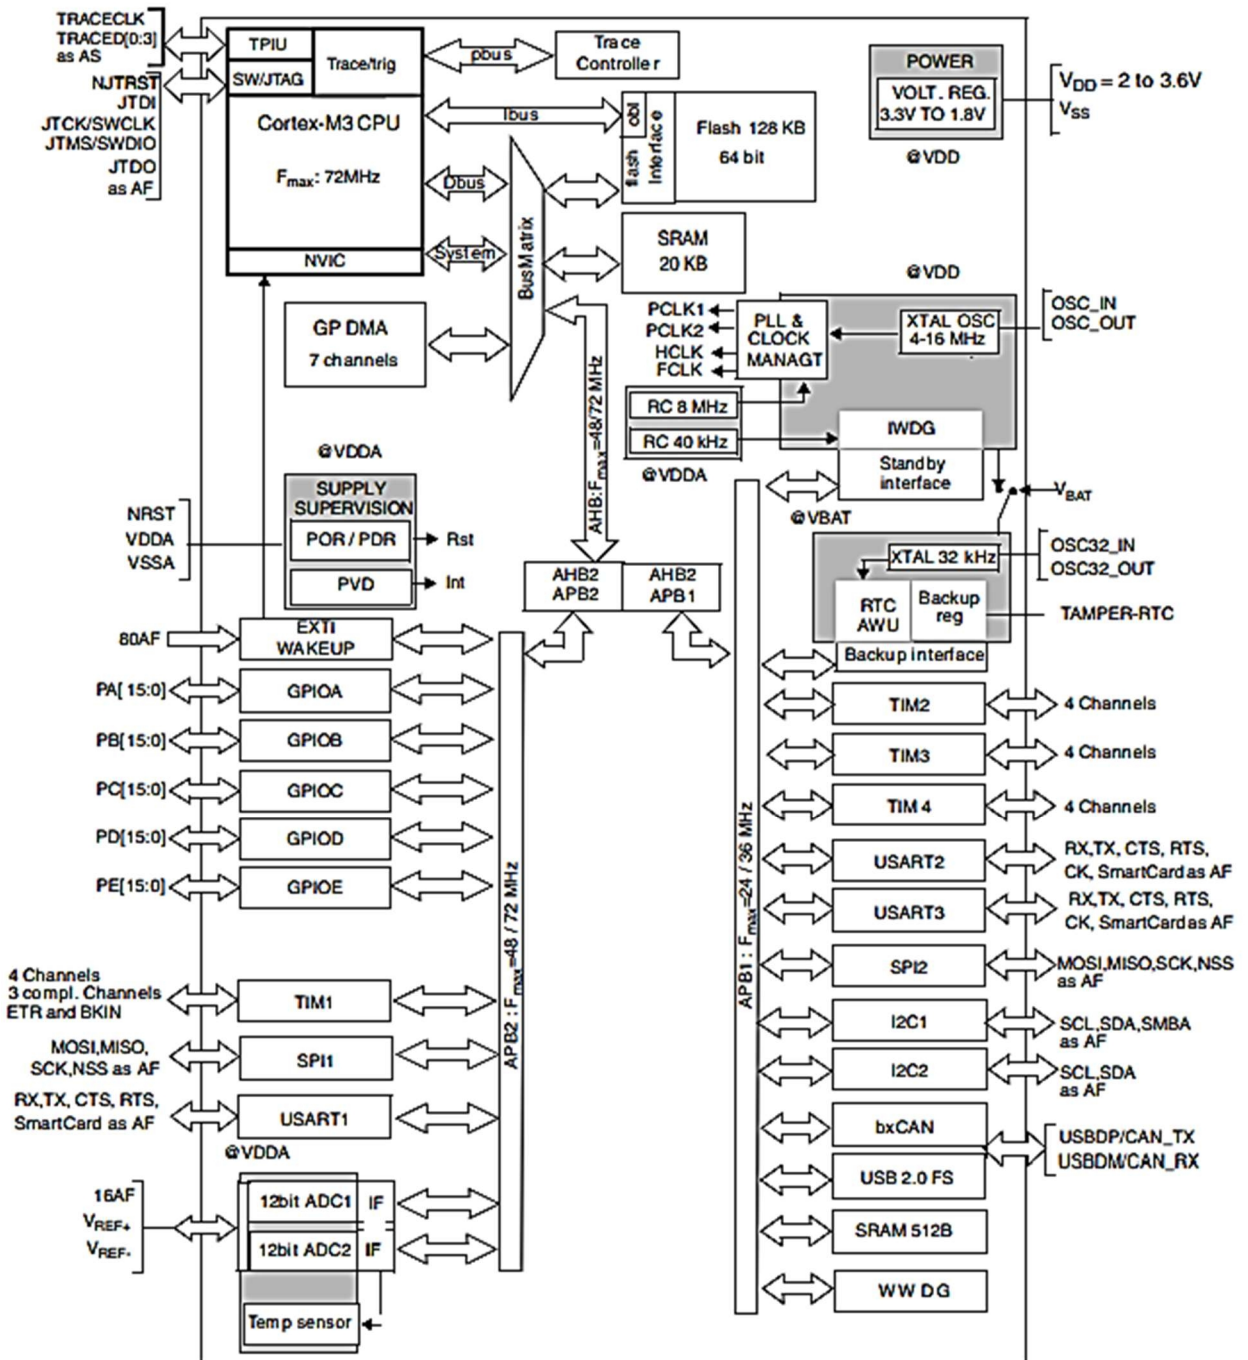 TRACECLK
TRACED[0:3]
as AS
NJTRST
JTDI
JTCK/SWCLK
JTMS/SWDIO
JTDO
as AF
TPIU
SW/JTAG
Trace/trig
Cortex-M3 CPU
Fmax: 72MHz
NVIC
pbus
Ibus
Dbus
System
Trace
Controller
BusMatrix
flash obl
Interface
Flash 128 KB
64 bit
SRAM
20 KB
POWER
VOLT. REG.
3.3V TO 1.8V
@VDD
VDD = 2 to 3.6V
VSS
GP DMA
7 channels
AHB:Fmax=48/72 MHz
@VDD
PCLK1
PCLK2
HCLK
FCLK
PLL &
CLOCK
MANAGT
XTAL OSC
4-16 MHz
OSC_IN
OSC_OUT
RC 8 MHz
RC 40 kHz
@VDDA
IWDG
Standby
interface
@VBAT
VBAT
@VDDA
SUPPLY
SUPERVISION
POR / PDR
PVD
Rst
Int
NRST
VDDA
VSSA
AHB2
APB2
AHB2
APB1
XTAL 32 kHz
OSC32_IN
OSC32_OUT
RTC
AWU
Backup
reg
TAMPER-RTC
Backup interface
80AF
EXTI
WAKEUP
PA[ 15:0]
GPIOA
PB[15:0]
GPIOB
PC[15:0]
GPIOC
PD[15:0]
GPIOD
PE[15:0]
GPIOE
4 Channels
3 compl. Channels
ETR and BKIN
TIM1
MOSI,MISO,
SCK,NSS as AF
SPI1
RX,TX, CTS, RTS,
SmartCard as AF
USART1
@VDDA
16AF
VREF+
VREF-
12bit ADC1 IF
12bit ADC2 IF
Temp sensor
APB2 : Fmax=48 / 72 MHz
APB1 : Fmax=24 / 36 MHz
TIM2
4 Channels
TIM3
4 Channels
TIM 4
4 Channels
USART2
RX,TX, CTS, RTS,
CK, SmartCard as AF
USART3
RX,TX, CTS, RTS,
CK, SmartCard as AF
SPI2
MOSI,MISO,SCK,NSS
as AF
I2C1
SCL,SDA,SMBA
as AF
I2C2
SCL,SDA
as AF
bxCAN
USBDP/CAN_TX
USBDM/CAN_RX
USB 2.0 FS
SRAM 512B
WW DG